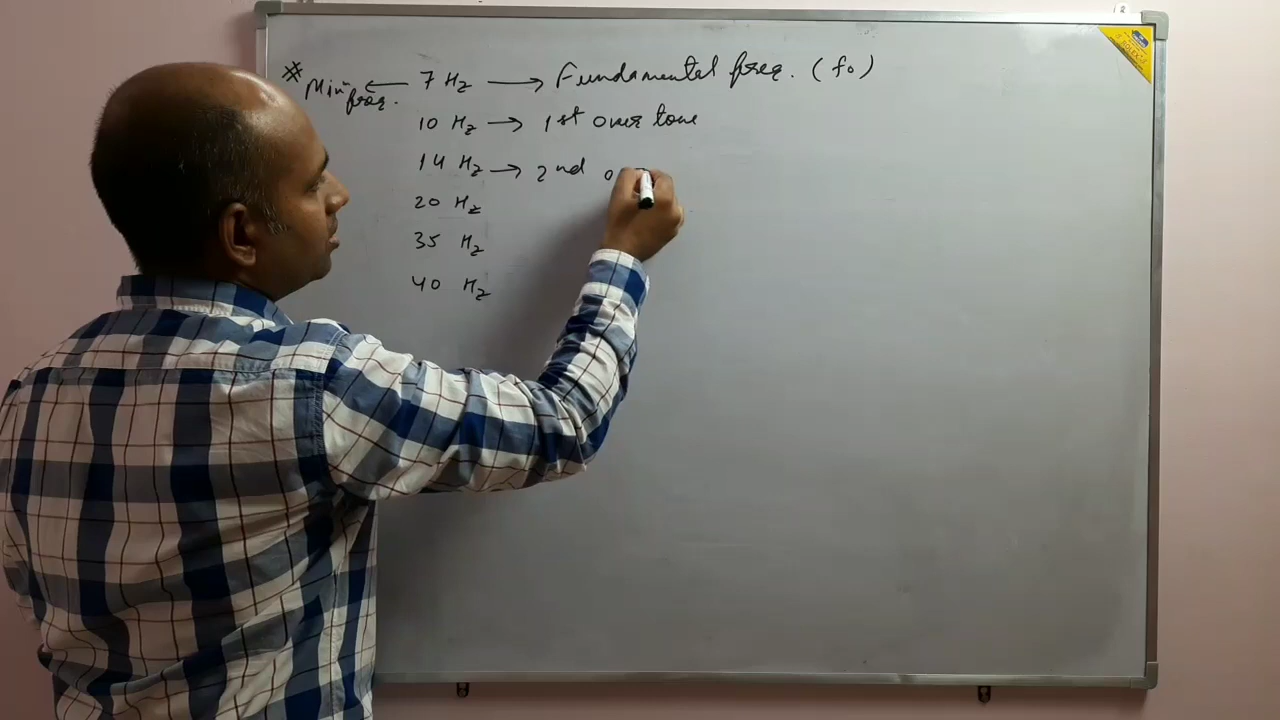 * Min^m freq. ← 7 Hz → Fundamental freq. (f0)
10 Hz → 1st over tone
14 Hz → 2nd o
20 Hz
35 Hz
40 Hz